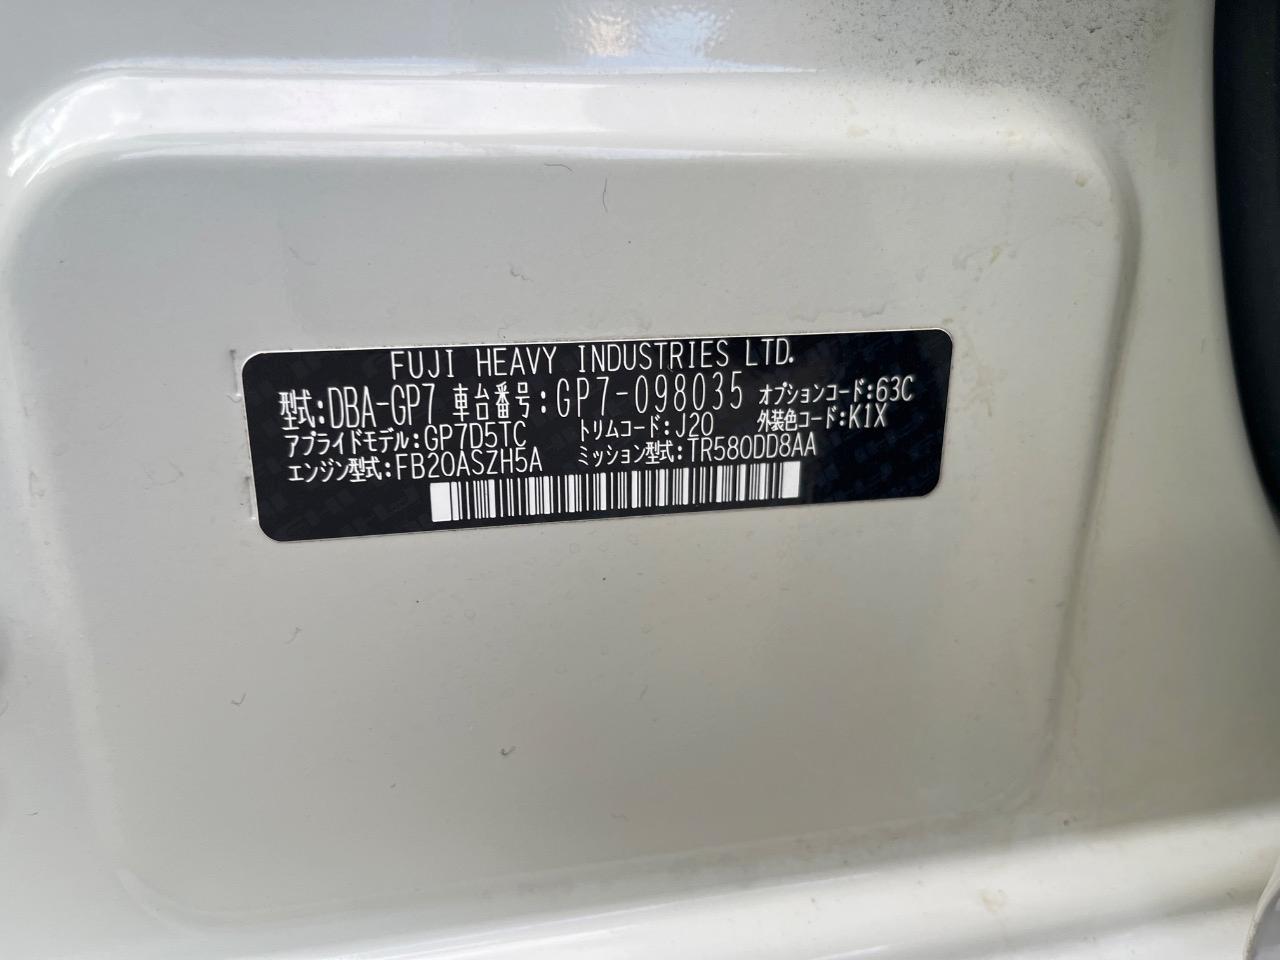 FUJI HEAVY INDUSTRIES LTD.
型式:DBA-GP7 車台番号:GP7-098035 オプションコード:63C
アプライドモデル:GP7D5TC トリムコード:J20 外装色コード:K1X
エンジン型式:FB20ASZH5A ミッション型式:TR580DD8AA